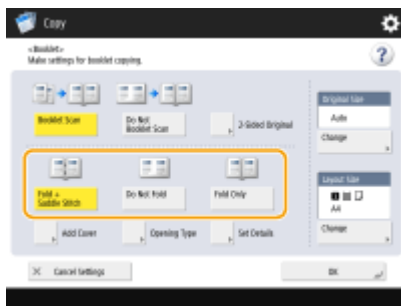 Copy
<Booklet>
Make settings for booklet copying.
?
Booklet Scan
Do Not
Booklet Scan
2-Sided Original
Original Size
Auto
Change
Fold +
Saddle Stitch
Do Not Fold
Fold Only
Layout Size
A4
Change
Add Cover
Opening Type
Set Details
Cancel Settings
OK